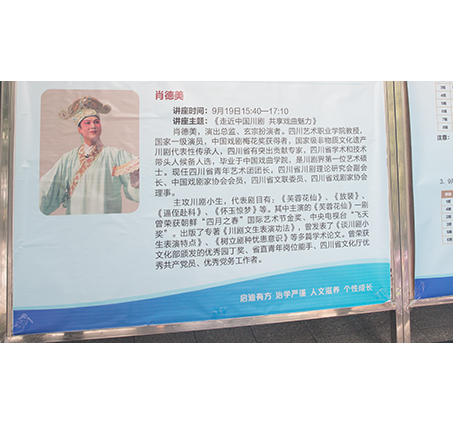 肖德美
讲座时间：9月19日15:40—17:10
讲座主题：《走近中国川剧 共享戏曲魅力》
肖德美，演出总监、玄宗扮演者。四川艺术职业学院教授，
国家一级演员，中国戏剧梅花奖获得者，国家级非物质文化遗产
川剧代表性传承人，四川省有突出贡献专家，四川省学术和技术
带头人候备人选，毕业于中国戏曲学院，是川剧界第一位艺术硕
士。现任四川省青年艺术团团长，四川省川剧理论研究会副会
长、中国戏剧家协会会员，四川省文联委员、四川省戏剧家协会
理事。
主攻川剧小生，代表剧目有：《芙蓉花仙》、《放裴》、
《逼侄赴科》、《怀玉惊梦》等。其中主演的《芙蓉花仙》一剧
曾荣获朝鲜“四月之春”国际艺术节金奖、中央电视台“飞天
奖”。出版了专著《川剧文生表演功法》，曾发表了《谈川剧小
生表演特点》、《树立剧种忧患意识》等多篇学术论文。曾荣获
文化部颁发的优秀园丁奖、省直青年岗位能手、四川省文化厅优
秀共产党员、优秀党务工作者。
启迪有方 治学严谨 人文滋养 个性成长
注意：
3.